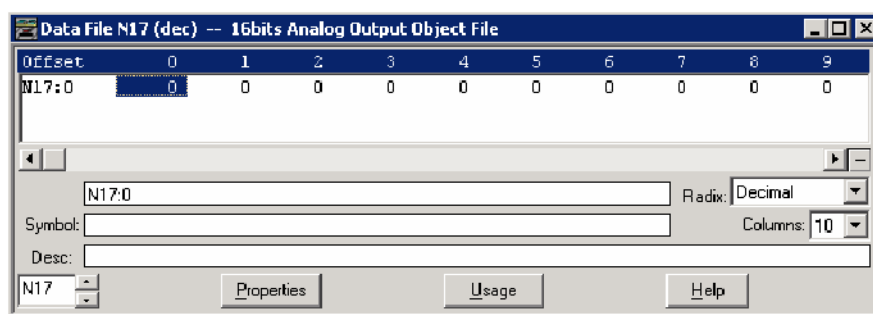 Data File N17 (dec) -- 16bits Analog Output Object File
Offset 0 1 2 3 4 5 6 7 8 9
N17:0 0 0 0 0 0 0 0 0 0 0
N17:0
Radix: Decimal
Symbol:
Columns: 10
Desc:
N17
Properties Usage Help